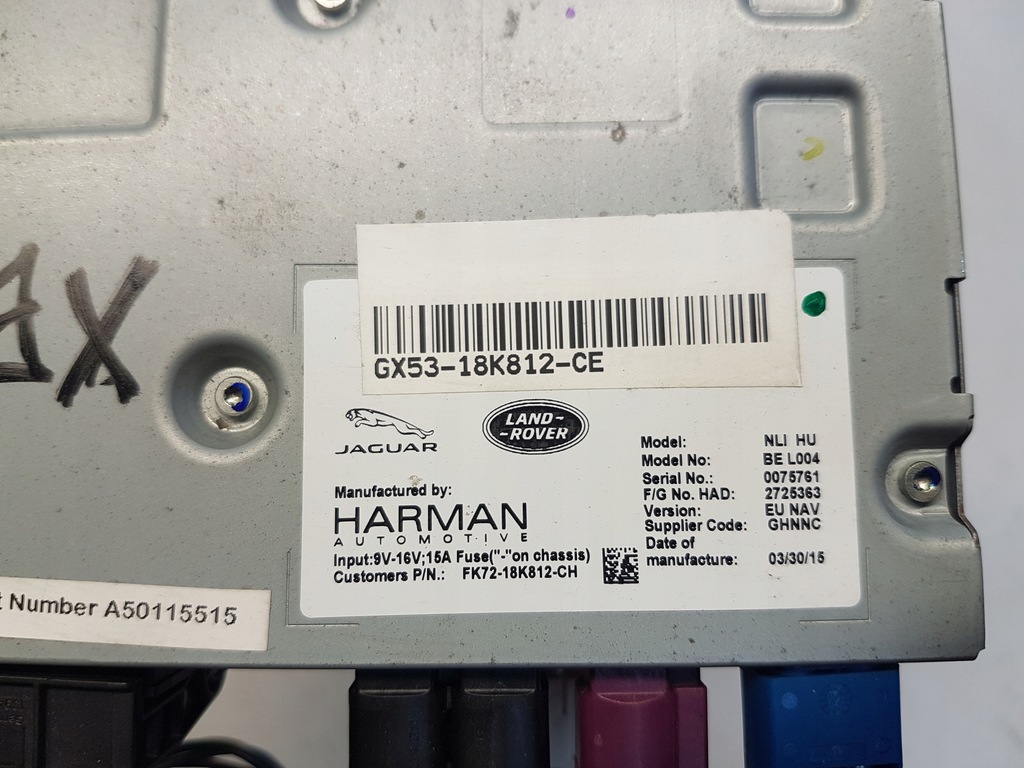 GX53-18K812-CE
JAGUAR
LAND-
-ROVER
Manufactured by:
HARMAN
AUTOMOTIVE
Input:9V-16V;15A Fuse("-"on chassis)
Customers P/N.: FK72-18K812-CH
Model: NLI HU
Model No: BE L004
Serial No.: 0075761
F/G No. HAD: 2725363
Version: EU NAV
Supplier Code: GHNNC
Date of
manufacture: 03/30/15
t Number A50115515